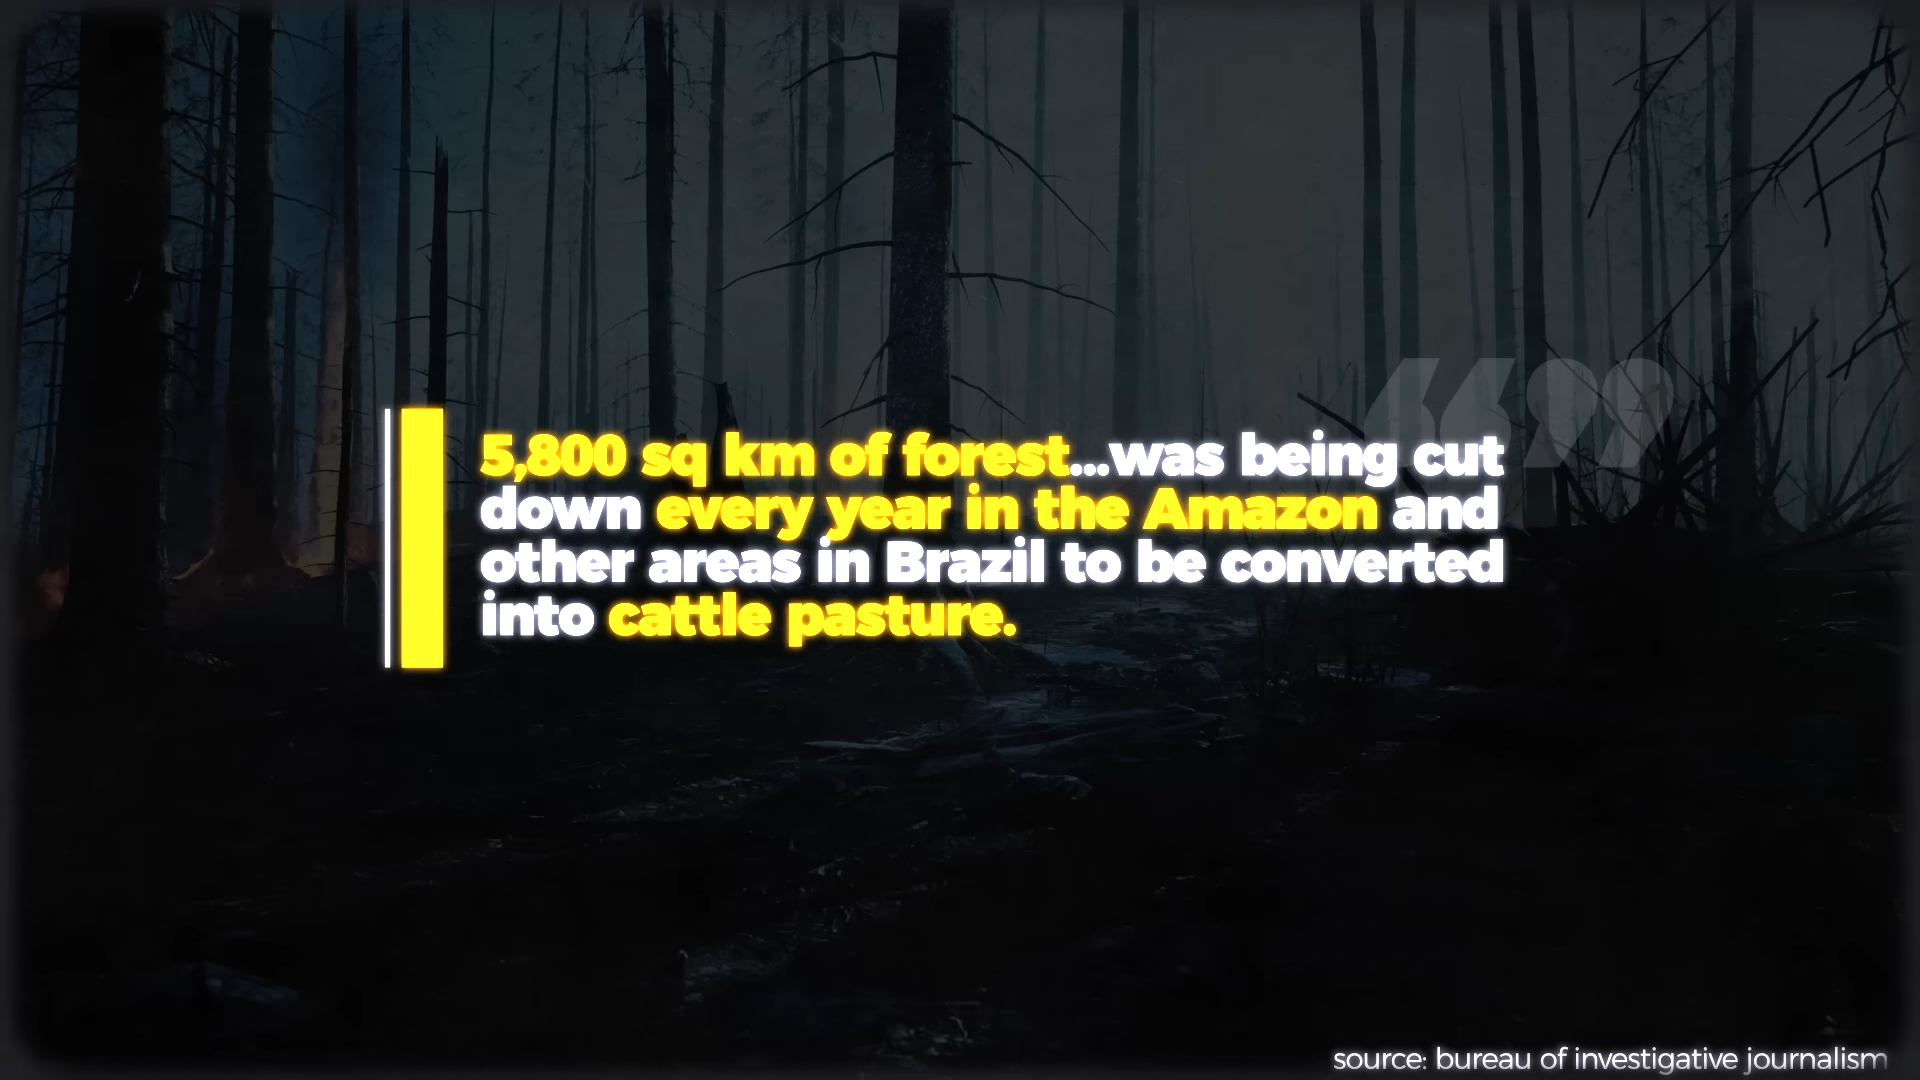 5,800 sq km of forest...was being cut
down every year in the Amazon and
other areas in Brazil to be converted
into cattle pasture.
source: bureau of investigative journalism